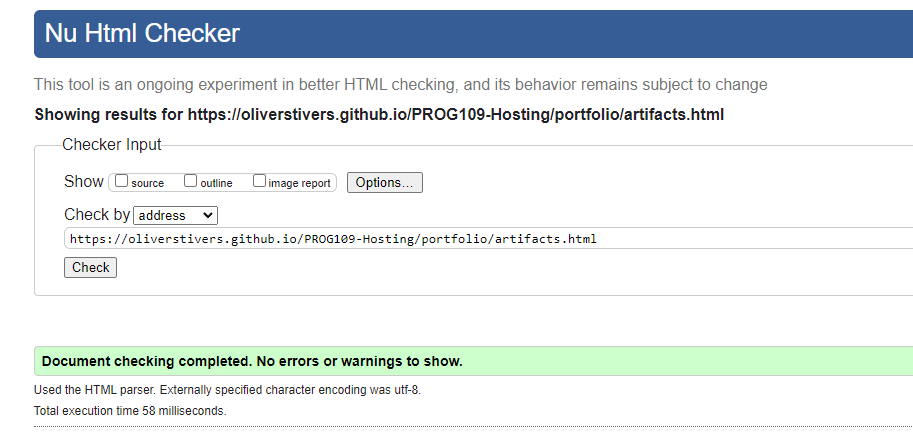 Nu Html Checker
This tool is an ongoing experiment in better HTML checking, and its behavior remains subject to change
Showing results for https://oliverstivers.github.io/PROG109-Hosting/portfolio/artifacts.html
Checker Input
Show source outline image report Options...
Check by address
https://oliverstivers.github.io/PROG109-Hosting/portfolio/artifacts.html
Check
Document checking completed. No errors or warnings to show.
Used the HTML parser. Externally specified character encoding was utf-8.
Total execution time 58 milliseconds.